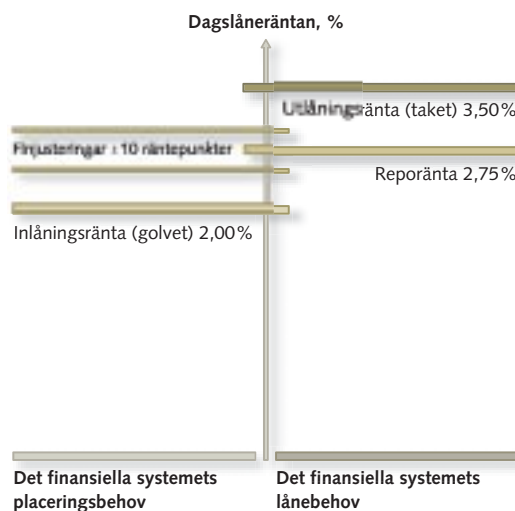 Dagslåneräntan, %
Utlåningsränta (taket) 3,50%
Finjusteringar ± 10 räntepunkter
Reporänta 2,75%
Inlåningsränta (golvet) 2,00%
Det finansiella systemets
placeringsbehov
Det finansiella systemets
lånebehov